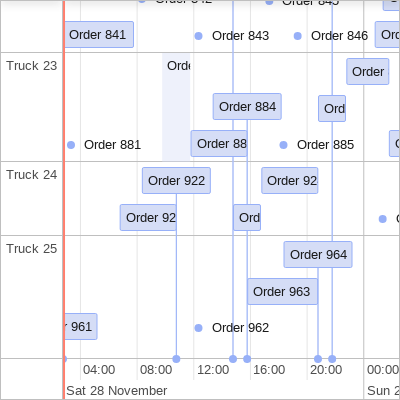 Order 841
Order 843
Order 846
Truck 23
Order
Order 884
Ord
Order 881
Order 88
Order 885
Truck 24
Order 922
Order 92
Order 92
Ord
Truck 25
Order 964
Order 963
961
Order 962
04:00 08:00 12:00 16:00 20:00 00:00
Sat 28 November Sun 2